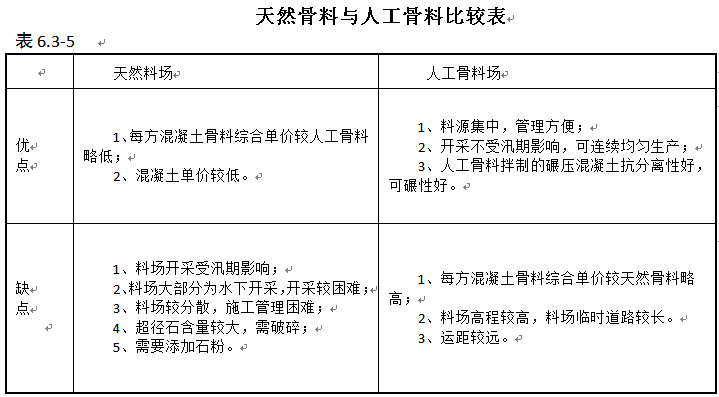 天然骨料与人工骨料比较表
表 6.3-5
天然料场
人工骨料场
优
点
1、每方混凝土骨料综合单价较人工骨料
略低；
2、混凝土单价较低。
1、料源集中，管理方便；
2、开采不受汛期影响，可连续均匀生产；
3、人工骨料拌制的碾压混凝土抗分离性好，
可碾性好。
缺
点
1、料场开采受汛期影响；
2、料场大部分为水下开采，开采较困难；
3、料场较分散，施工管理困难；
4、超径石含量较大，需破碎；
5、需要添加石粉。
1、每方混凝土骨料综合单价较天然骨料略
高；
2、料场高程较高，料场临时道路较长。
3、运距较远。